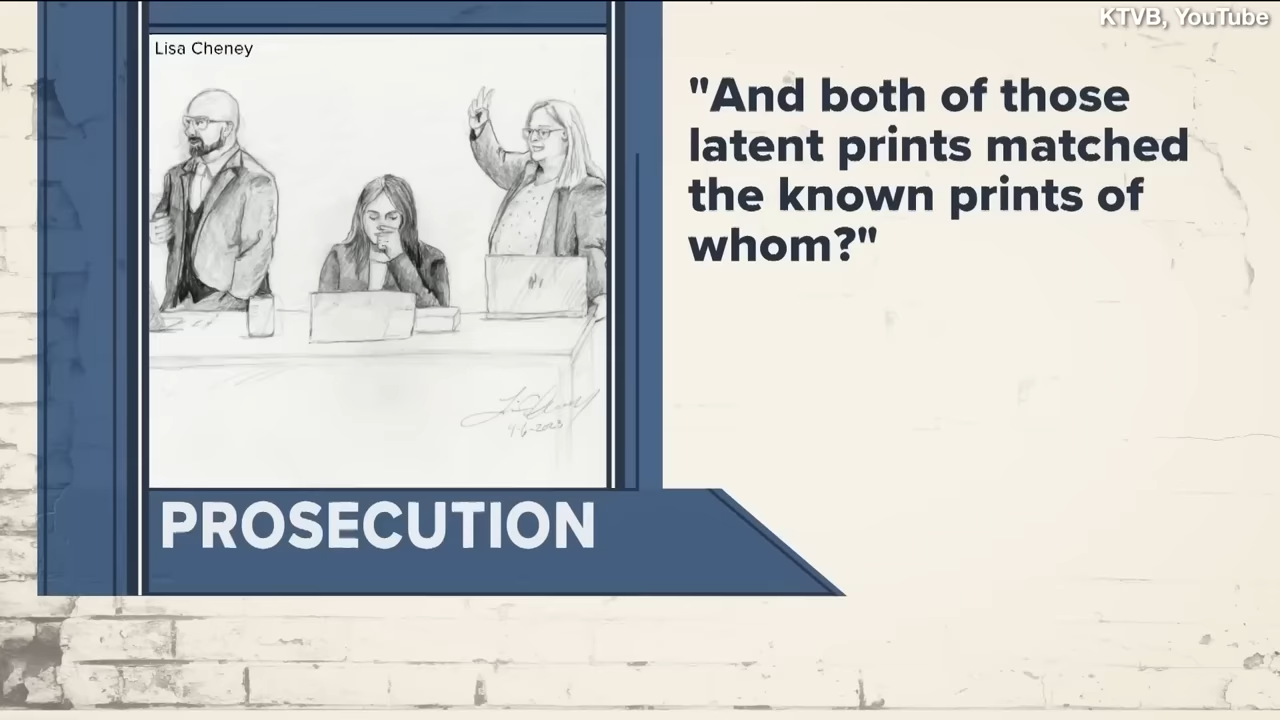 KTVB, YouTube
Lisa Cheney
"And both of those
latent prints matched
the known prints of
whom?"
PROSECUTION